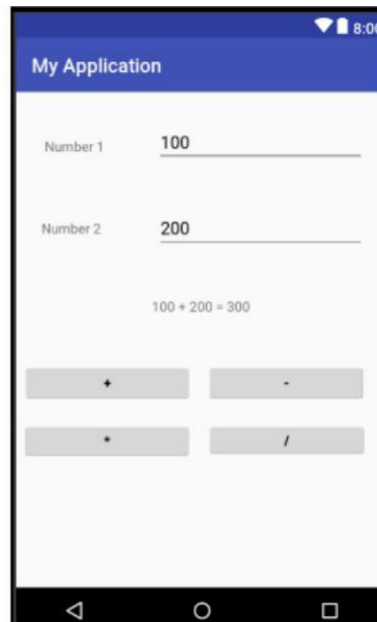 8:00
My Application
Number 1 100
Number 2 200
100 + 200 = 300
+ -
* /